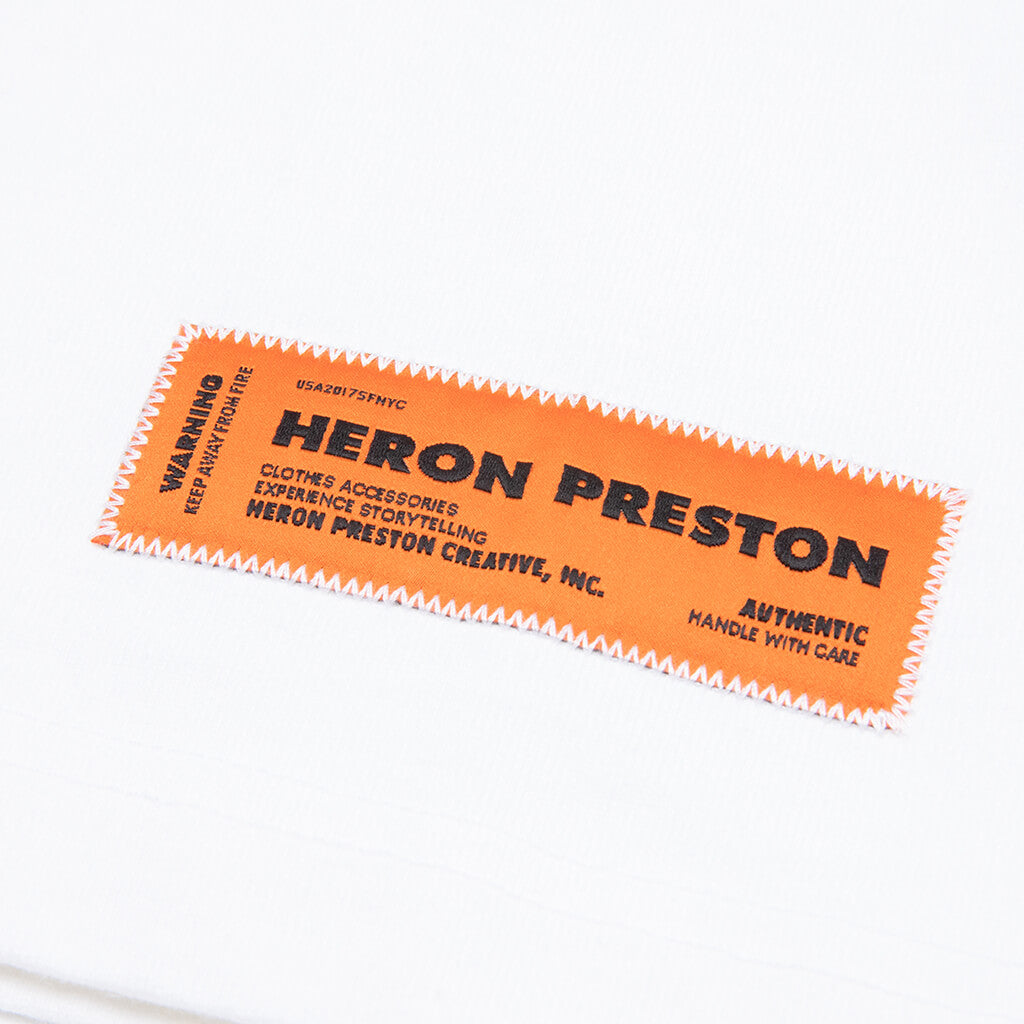 WARNING
KEEP AWAY FROM FIRE
USA2017SFNYC
HERON PRESTON
CLOTHES ACCESSORIES
EXPERIENCE STORYTELLING
HERON PRESTON CREATIVE, INC.
AUTHENTIC
HANDLE WITH CARE